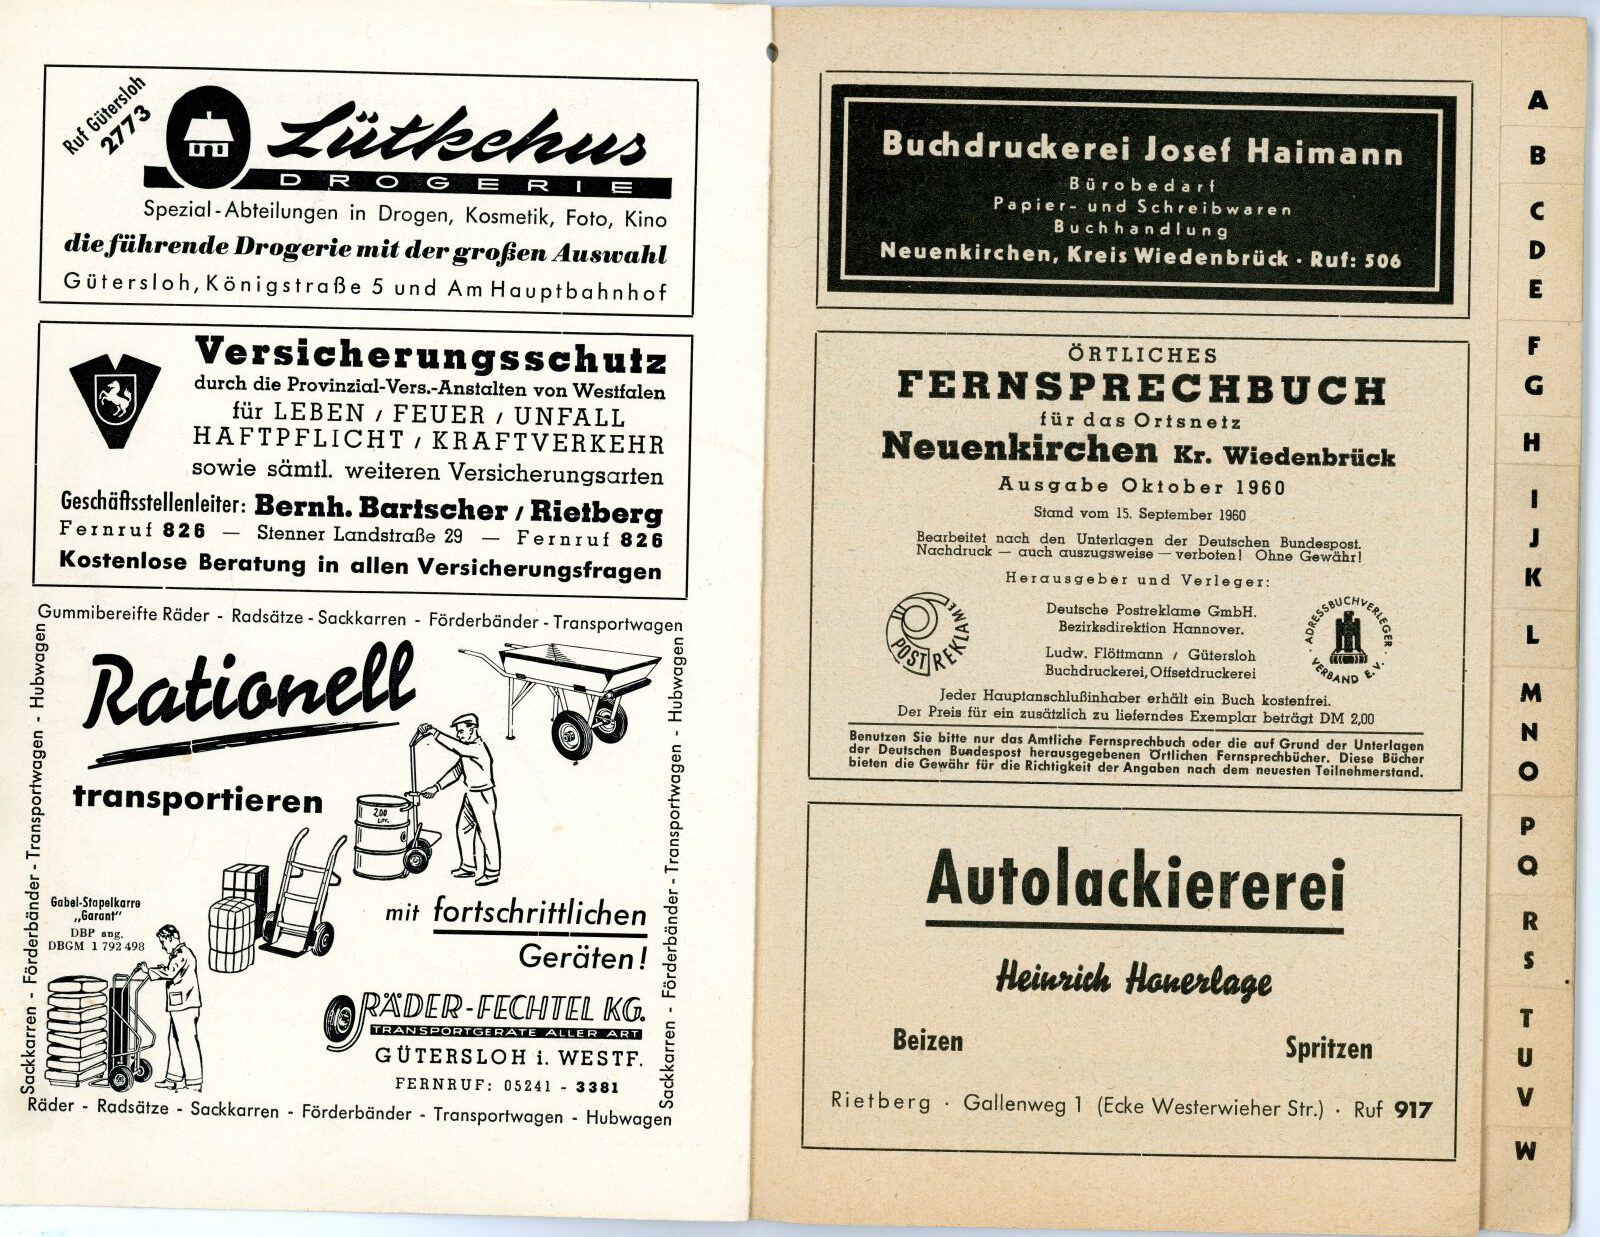 Ruf Gütersloh
2773
Lütkehus
DROGERIE
Spezial-Abteilungen in Drogen, Kosmetik, Foto, Kino
die führende Drogerie mit der großen Auswahl
Gütersloh, Königstraße 5 und Am Hauptbahnhof
Versicherungsschutz
durch die Provinzial-Vers.-Anstalten von Westfalen
für LEBEN / FEUER / UNFALL
HAFTPFLICHT / KRAFTVERKEHR
sowie sämtl. weiteren Versicherungsarten
Geschäftsstellenleiter: Bernh. Bartscher / Rietberg
Fernruf 826 — Stenner Landstraße 29 — Fernruf 826
Kostenlose Beratung in allen Versicherungsfragen
Gummibereifte Räder - Radsätze - Sackkarren - Förderbänder - Transportwagen
Sackkarren - Förderbänder - Transportwagen - Hubwagen
Rationell
transportieren
200
LITR.
mit fortschrittlichen
Geräten!
Gabel-Stapelkarre
„Garant"
DBP ang.
DBGM 1 792 498
RÄDER-FECHTEL KG.
TRANSPORTGERÄTE ALLER ART
GÜTERSLOH i. WESTF.
FERNRUF: 05241 - 3381
Sackkarren - Förderbänder - Transportwagen - Transportwagen - Hubwagen
Räder - Radsätze - Sackkarren - Förderbänder - Transportwagen - Hubwagen
Buchdruckerei Josef Haimann
Bürobedarf
Papier- und Schreibwaren
Buchhandlung
Neuenkirchen, Kreis Wiedenbrück · Ruf: 506
ÖRTLICHES
FERNSPRECHBUCH
für das Ortsnetz
Neuenkirchen Kr. Wiedenbrück
Ausgabe Oktober 1960
Stand vom 15. September 1960
Bearbeitet nach den Unterlagen der Deutschen Bundespost.
Nachdruck — auch auszugsweise — verboten! Ohne Gewähr!
Herausgeber und Verleger:
POST REKLAME
Deutsche Postreklame GmbH.
Bezirksdirektion Hannover.
Ludw. Flöttmann / Gütersloh
Buchdruckerei, Offsetdruckerei
· ADRESSBUCHVERLEGER · VERBAND E.V.
Jeder Hauptanschlußinhaber erhält ein Buch kostenfrei.
Der Preis für ein zusätzlich zu lieferndes Exemplar beträgt DM 2,00
Benutzen Sie bitte nur das Amtliche Fernsprechbuch oder die auf Grund der Unterlagen
der Deutschen Bundespost herausgegebenen Örtlichen Fernsprechbücher. Diese Bücher
bieten die Gewähr für die Richtigkeit der Angaben nach dem neuesten Teilnehmerstand.
Autolackiererei
Heinrich Honerlage
Beizen Spritzen
Rietberg · Gallenweg 1 (Ecke Westerwieher Str.) · Ruf 917
A
B
C
D
E
F
G
H
I
J
K
L
M
N
O
P
Q
R
S
T
U
V
W